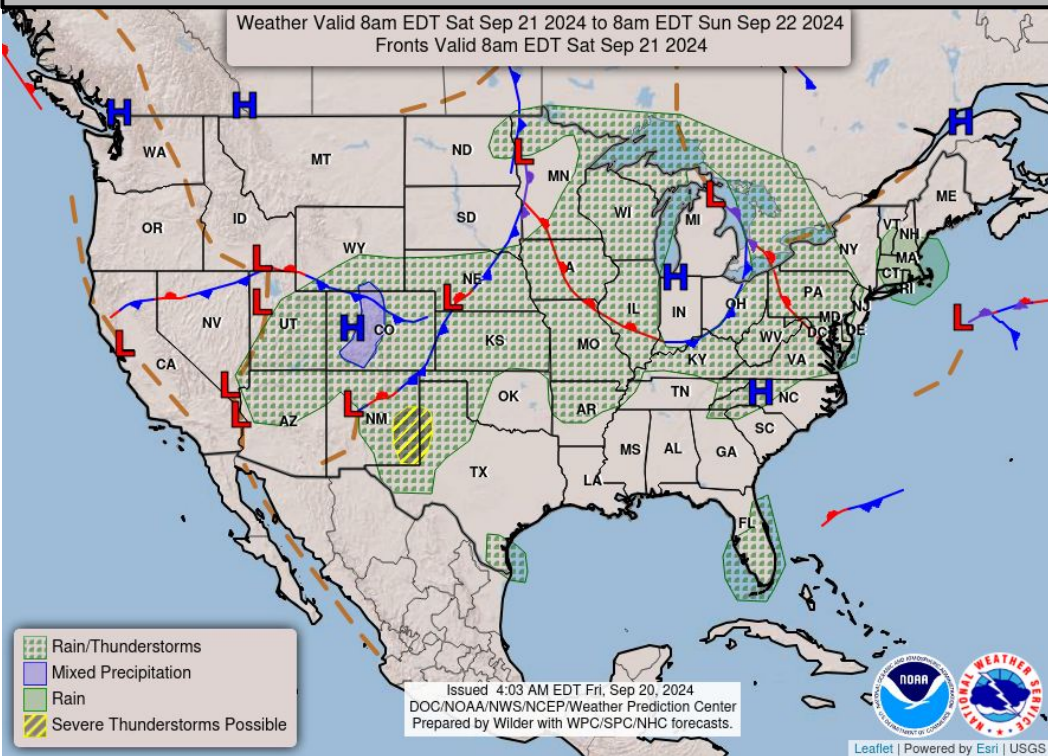 Weather Valid 8am EDT Sat Sep 21 2024 to 8am EDT Sun Sep 22 2024
Fronts Valid 8am EDT Sat Sep 21 2024
H
H
H
WA
MT
ND
L
MN
ME
OR
ID
SD
WI
MI
L
VT
NH
WY
NY
MA
CT
RI
L
NE
IA
H
PA
NJ
NV
L
UT
H
CO
L
IL
IN
OH
MD
DE
DC
L
L
CA
KS
MO
WV
VA
KY
L
L
AZ
L
NM
OK
AR
TN
H
NC
SC
TX
LA
MS
AL
GA
FL
Rain/Thunderstorms
Mixed Precipitation
Rain
Severe Thunderstorms Possible
Issued 4:03 AM EDT Fri, Sep 20, 2024
DOC/NOAA/NWS/NCEP/Weather Prediction Center
Prepared by Wilder with WPC/SPC/NHC forecasts.
NOAA
NATIONAL WEATHER SERVICE
Leaflet | Powered by Esri | USGS